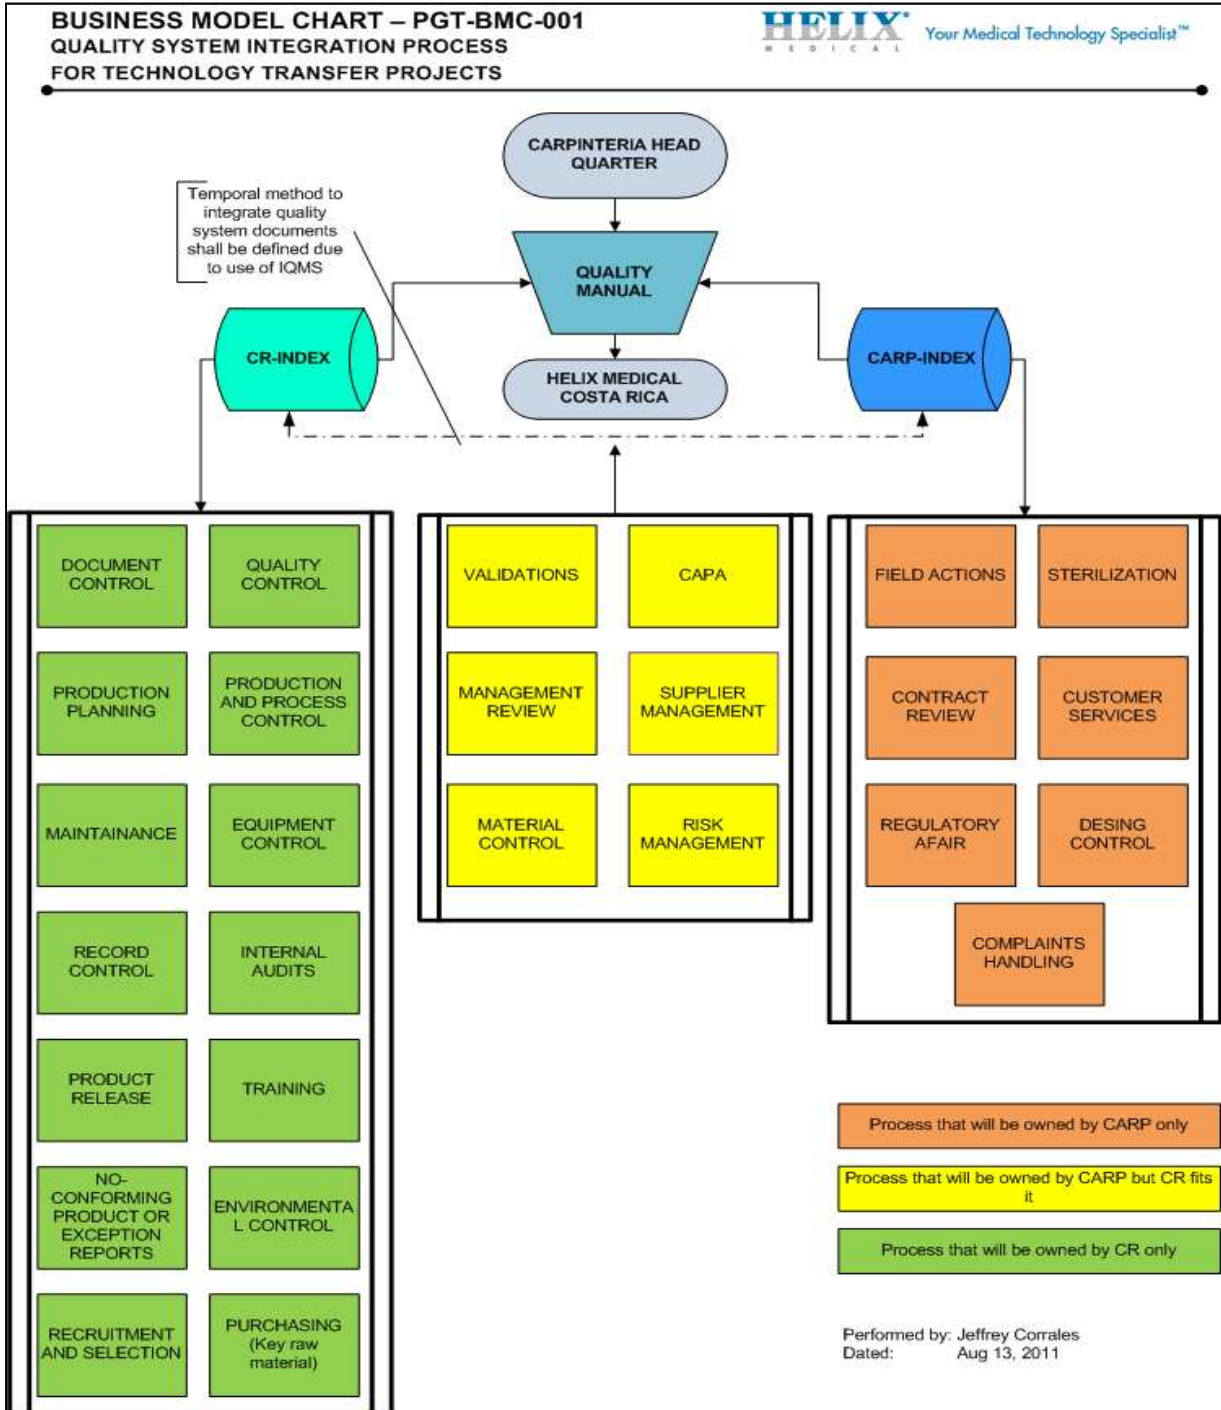 BUSINESS MODEL CHART – PGT-BMC-001
QUALITY SYSTEM INTEGRATION PROCESS
FOR TECHNOLOGY TRANSFER PROJECTS
HELIX®
MEDICAL
Your Medical Technology Specialist™
CARPINTERIA HEAD
QUARTER
Temporal method to
integrate quality
system documents
shall be defined due
to use of IQMS
QUALITY
MANUAL
CR-INDEX
CARP-INDEX
HELIX MEDICAL
COSTA RICA
DOCUMENT
CONTROL
QUALITY
CONTROL
PRODUCTION
PLANNING
PRODUCTION
AND PROCESS
CONTROL
MAINTAINANCE
EQUIPMENT
CONTROL
RECORD
CONTROL
INTERNAL
AUDITS
PRODUCT
RELEASE
TRAINING
NO-
CONFORMING
PRODUCT OR
EXCEPTION
REPORTS
ENVIRONMENTA
L CONTROL
RECRUITMENT
AND SELECTION
PURCHASING
(Key raw
material)
VALIDATIONS
CAPA
MANAGEMENT
REVIEW
SUPPLIER
MANAGEMENT
MATERIAL
CONTROL
RISK
MANAGEMENT
FIELD ACTIONS
STERILIZATION
CONTRACT
REVIEW
CUSTOMER
SERVICES
REGULATORY
AFAIR
DESING
CONTROL
COMPLAINTS
HANDLING
Process that will be owned by CARP only
Process that will be owned by CARP but CR fits
it
Process that will be owned by CR only
Performed by: Jeffrey Corrales
Dated: Aug 13, 2011